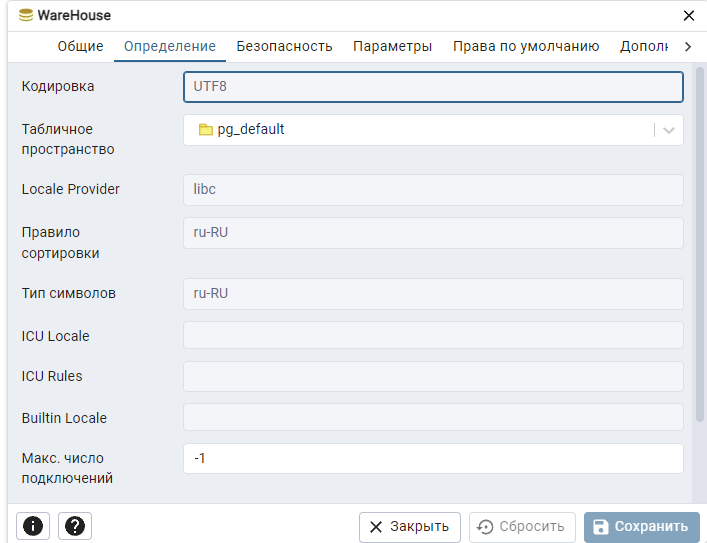 WareHouse
Общие Определение Безопасность Параметры Права по умолчанию
Кодировка UTF8
Табличное pg_default
пространство
Locale Provider libc
Правило ru-RU
сортировки
Тип символов ru-RU
ICU Locale
ICU Rules
Builtin Locale
Макс. число -1
подключений
Закрыть Сбросить Сохранить